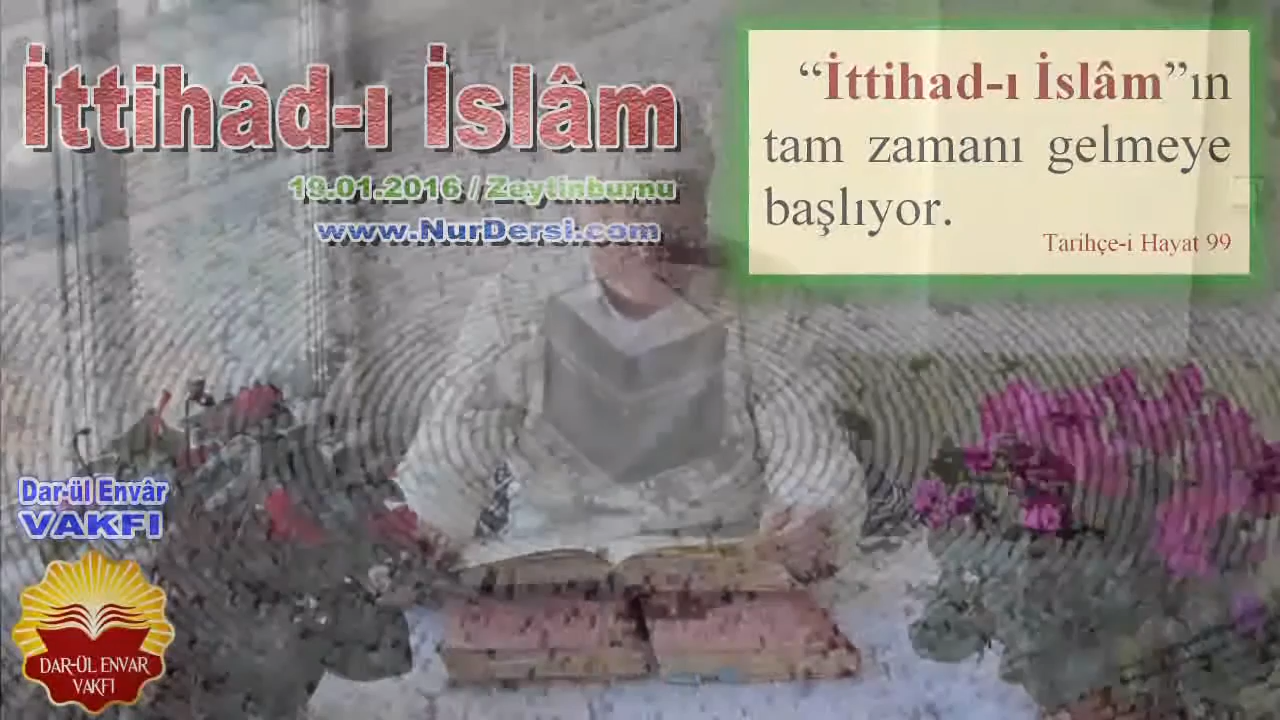 İttihâd-ı İslâm
19.01.2016 / Zeytinburnu
www.NurDersi.com
“İttihad-ı İslâm”ın
tam zamanı gelmeye
başlıyor.
Tarihçe-i Hayat 99
Dar-ül Envâr
VAKFI
DAR-ÜL ENVAR
VAKFI